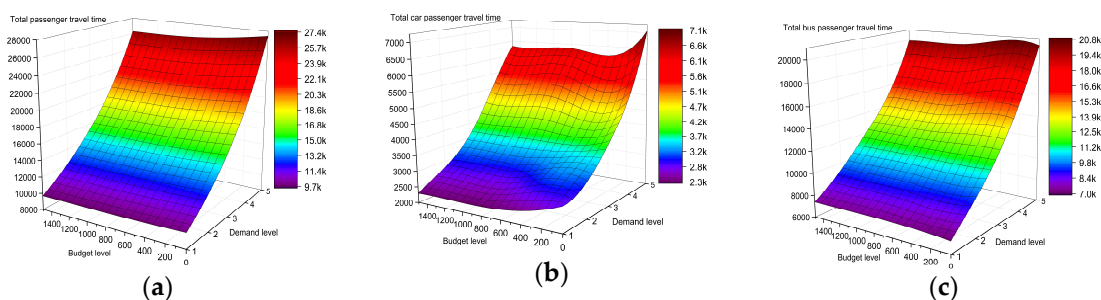 Total passenger travel time
28000
26000
24000
22000
20000
18000
16000
14000
12000
10000
8000
1400
1200
1000
800
600
400
200
0
Budget level
1
2
3
4
5
Demand level
27.4k
25.7k
23.9k
22.1k
20.3k
18.6k
16.8k
15.0k
13.2k
11.4k
9.7k
(a)
Total car passenger travel time
7000
6500
6000
5500
5000
4500
4000
3500
3000
2500
2000
1400
1200
1000
800
600
400
200
0
Budget level
1
2
3
4
5
Demand level
7.1k
6.6k
6.1k
5.6k
5.1k
4.7k
4.2k
3.7k
3.2k
2.8k
2.3k
(b)
Total bus passenger travel time
20000
18000
16000
14000
12000
10000
8000
6000
1400
1200
1000
800
600
400
200
0
Budget level
1
2
3
4
5
Demand level
20.8k
19.4k
18.0k
16.6k
15.3k
13.9k
12.5k
11.2k
9.8k
8.4k
7.0k
(c)